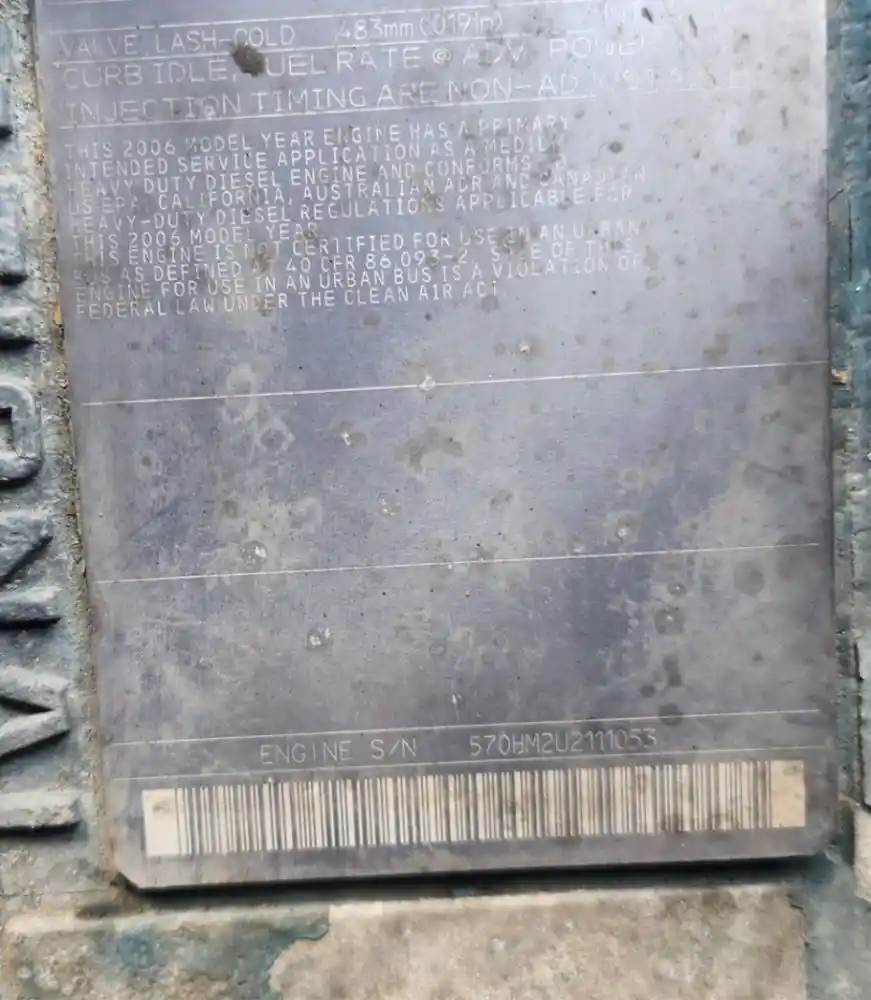 VALVE LASH-COLD .483mm (.019in)
CURB IDLE, FUEL RATE @ ADV. POWER
INJECTION TIMING ARE NON-ADJUSTABLE
THIS 2006 MODEL YEAR ENGINE HAS A PRIMARY
INTENDED SERVICE APPLICATION AS A MEDIUM
HEAVY DUTY DIESEL ENGINE AND CONFORMS TO
USEPA, CALIFORNIA, AUSTRALIAN ADR AND CANADIAN
HEAVY-DUTY DIESEL REGULATIONS APPLICABLE FOR
THIS 2006 MODEL YEAR.
THIS ENGINE IS NOT CERTIFIED FOR USE IN AN URBAN
BUS AS DEFINED AT 40 CFR 86.093-2. SALE OF THIS
ENGINE FOR USE IN AN URBAN BUS IS A VIOLATION OF
FEDERAL LAW UNDER THE CLEAN AIR ACT
ENGINE S/N 570HM2U2111053